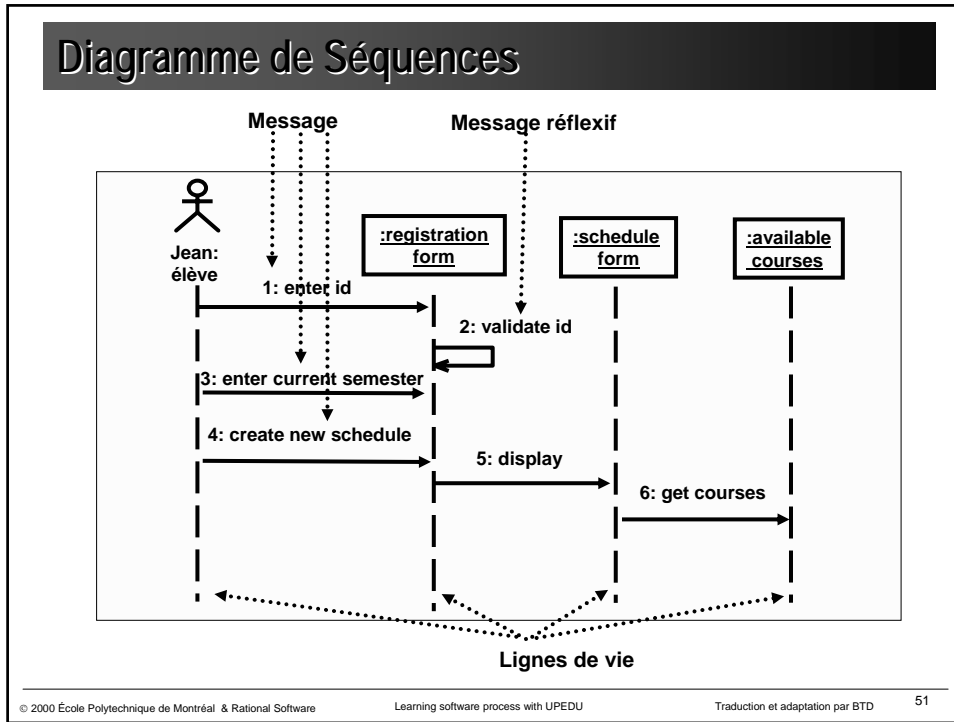 Diagramme de Séquences
Message
Message réflexif
Jean:
élève
:registration
form
:schedule
form
:available
courses
1: enter id
2: validate id
3: enter current semester
4: create new schedule
5: display
6: get courses
Lignes de vie
© 2000 École Polytechnique de Montréal & Rational Software
Learning software process with UPEDU
Traduction et adaptation par BTD
51